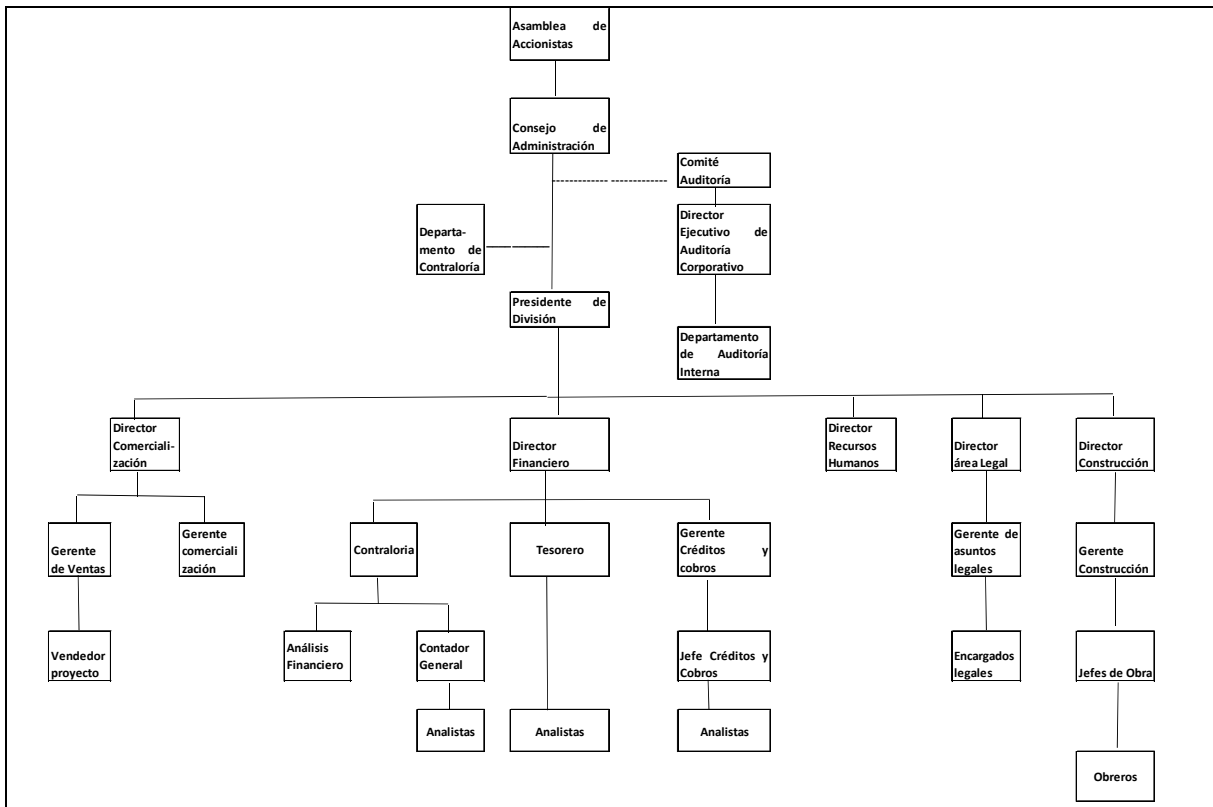 Asamblea de
Accionistas
Consejo de
Administración
Comité
Auditoría
Departa-
mento de
Contraloría
Director
Ejecutivo de
Auditoría
Corporativo
Presidente de
División
Departamento
de Auditoría
Interna
Director
Comerciali-
zación
Director
Financiero
Director
Recursos
Humanos
Director
área Legal
Director
Construcción
Gerente
de Ventas
Gerente
comerciali
zación
Contraloria
Tesorero
Gerente
Créditos y
cobros
Gerente de
asuntos
legales
Gerente
Construcción
Vendedor
proyecto
Análisis
Financiero
Contador
General
Jefe Créditos y
Cobros
Encargados
legales
Jefes de Obra
Analistas
Analistas
Analistas
Obreros